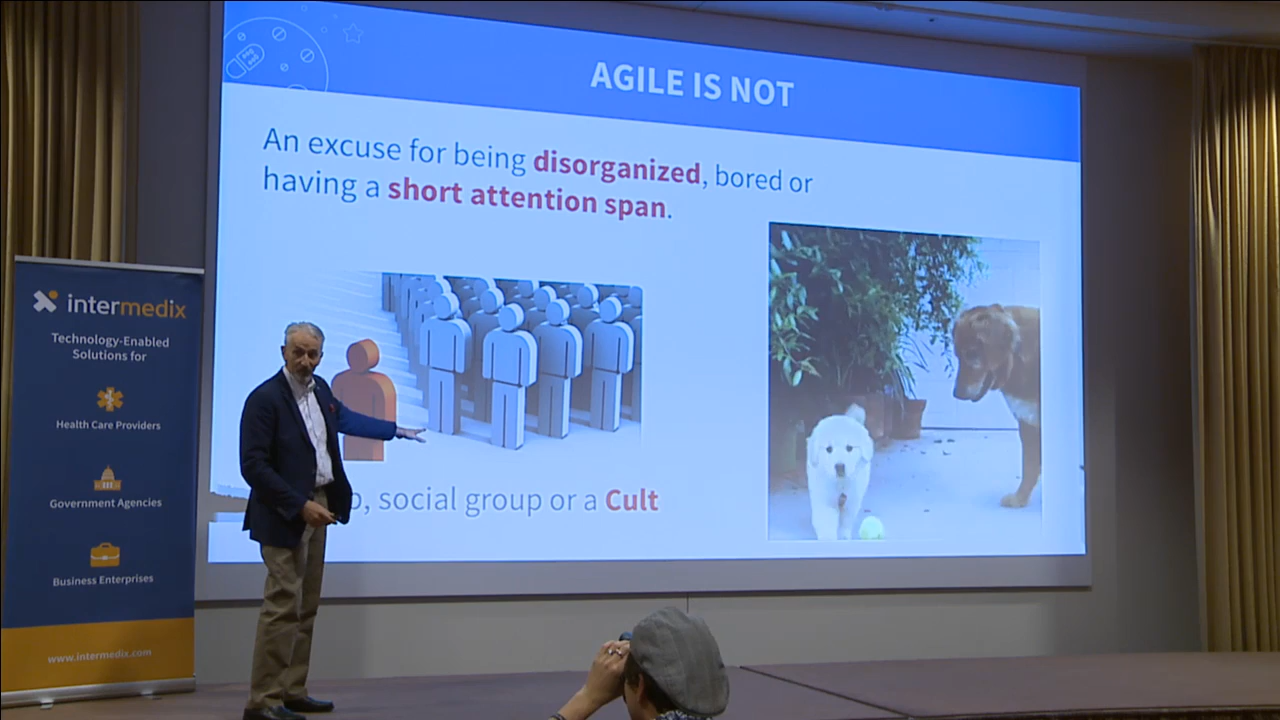 AGILE IS NOT
An excuse for being disorganized, bored or
having a short attention span.
, social group or a Cult
intermedix
Technology-Enabled
Solutions for
Health Care Providers
Government Agencies
Business Enterprises
www.intermedix.com